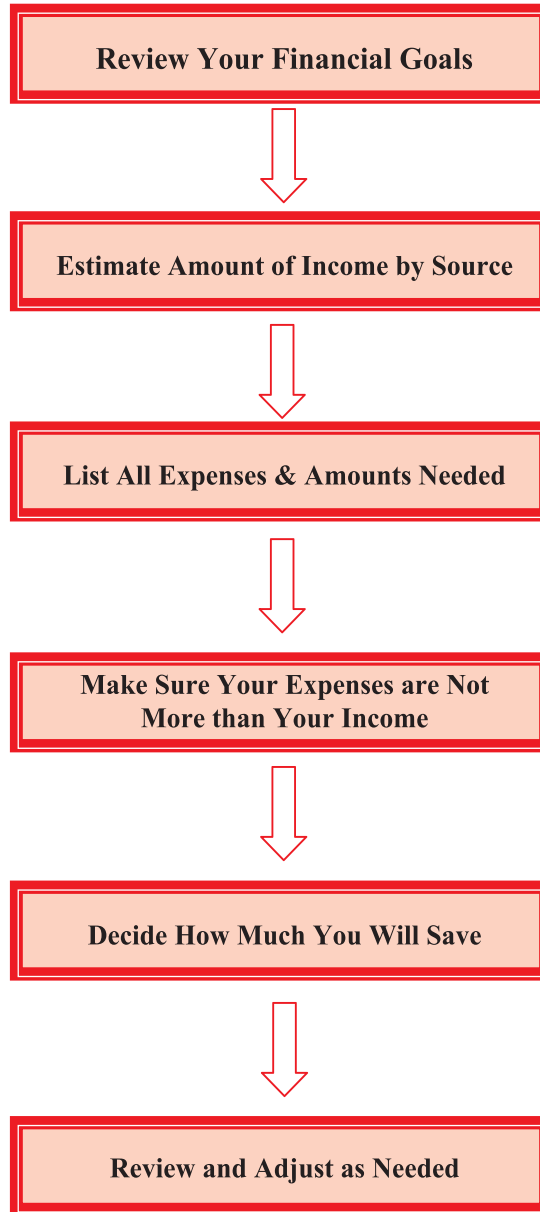 Review Your Financial Goals
Estimate Amount of Income by Source
List All Expenses & Amounts Needed
Make Sure Your Expenses are Not
More than Your Income
Decide How Much You Will Save
Review and Adjust as Needed